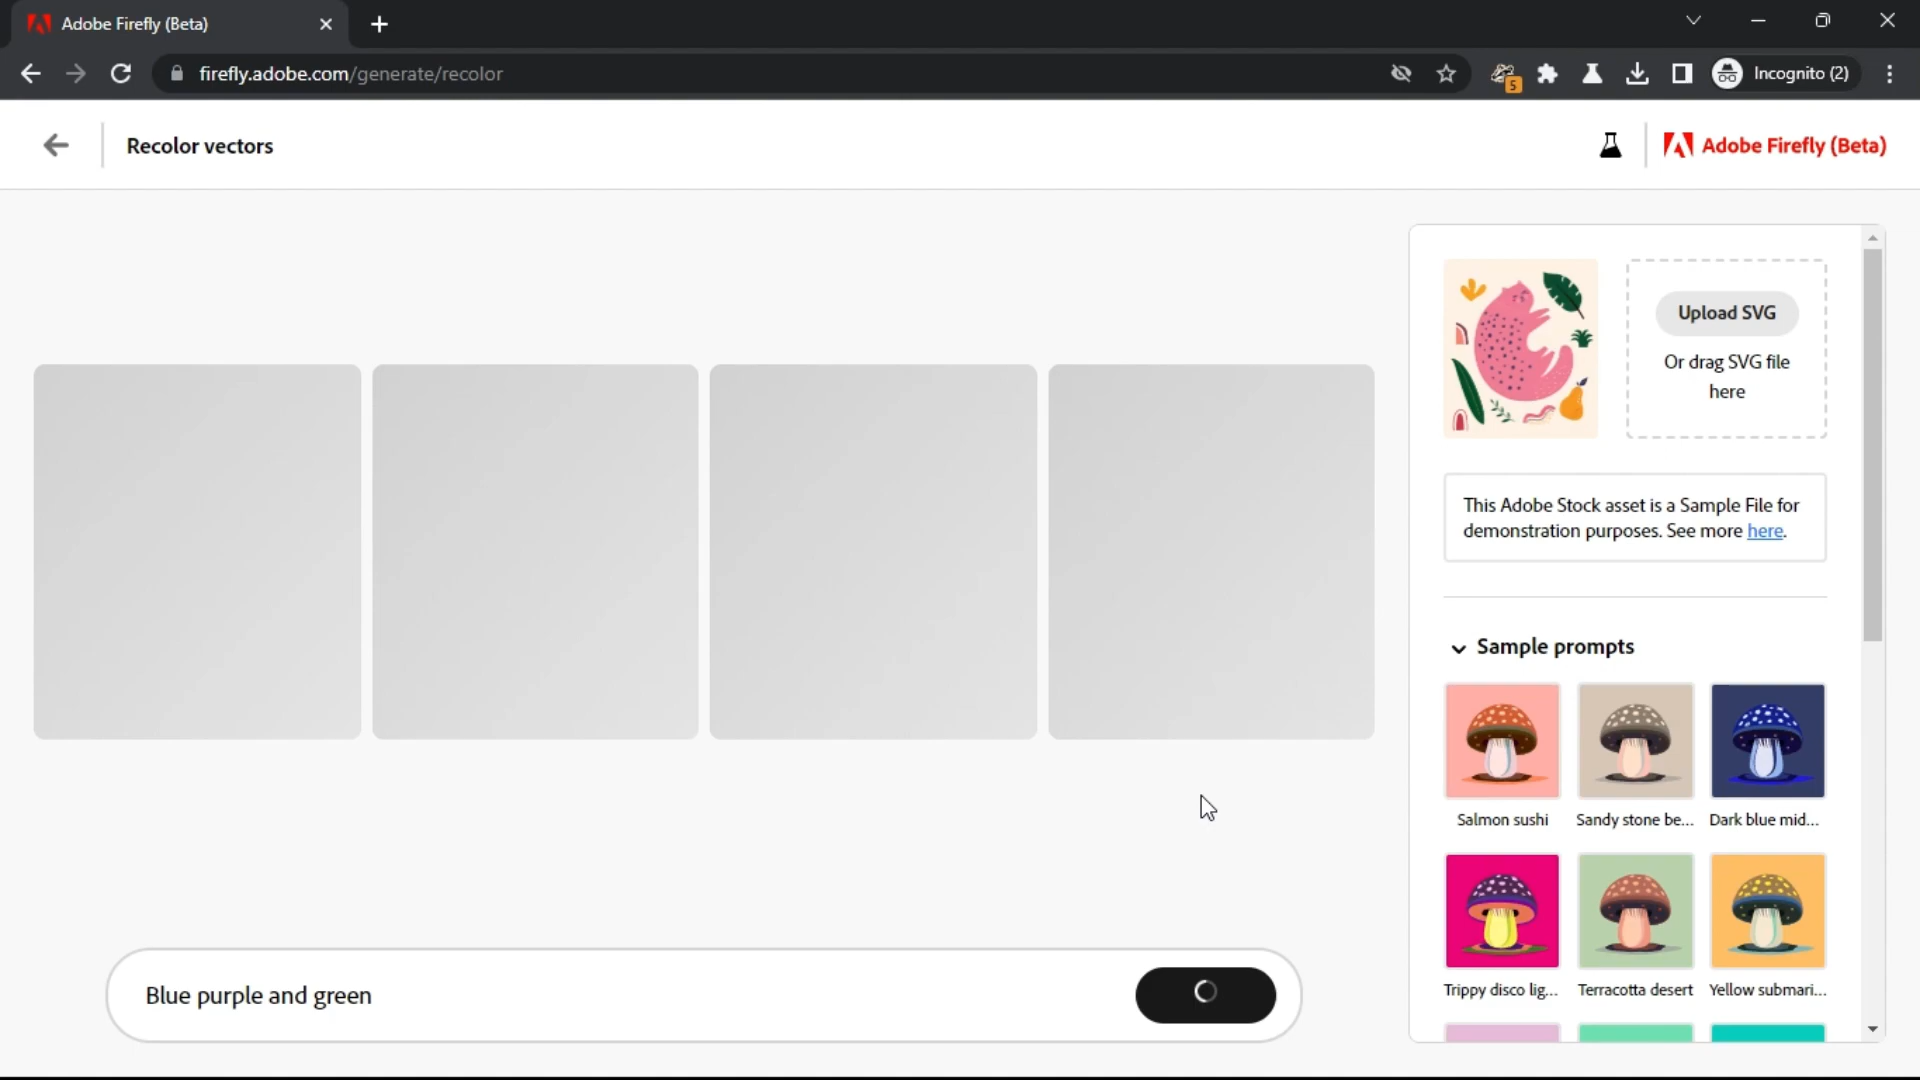 Adobe Firefly (Beta)
firefly.adobe.com/generate/recolor
5
Incognito (2)
Recolor vectors
Adobe Firefly (Beta)
Upload SVG
Or drag SVG file
here
This Adobe Stock asset is a Sample File for
demonstration purposes. See more here.
Sample prompts
Salmon sushi
Sandy stone be...
Dark blue mid...
Trippy disco lig...
Terracotta desert
Yellow submari...
Blue purple and green